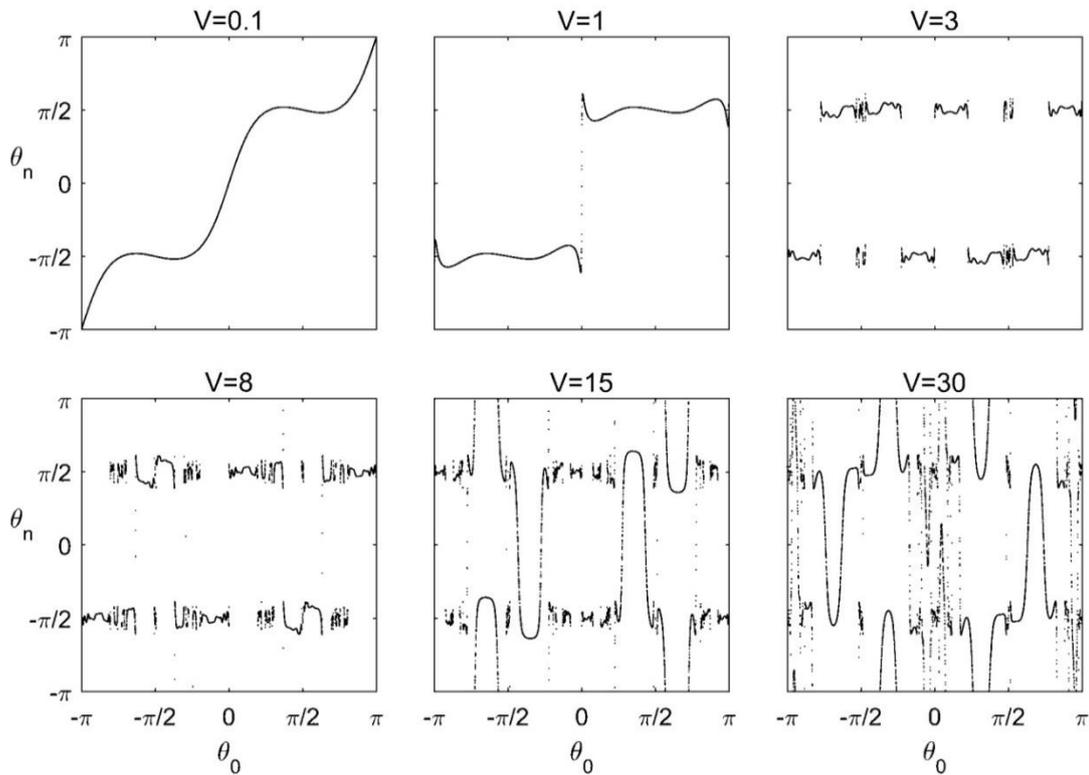 V=0.1 V=1 V=3
π
π/2
θn 0
-π/2
-π
V=8 V=15 V=30
π
π/2
θn 0
-π/2
-π
-π -π/2 0 π/2 π -π -π/2 0 π/2 π -π -π/2 0 π/2 π
θ0 θ0 θ0